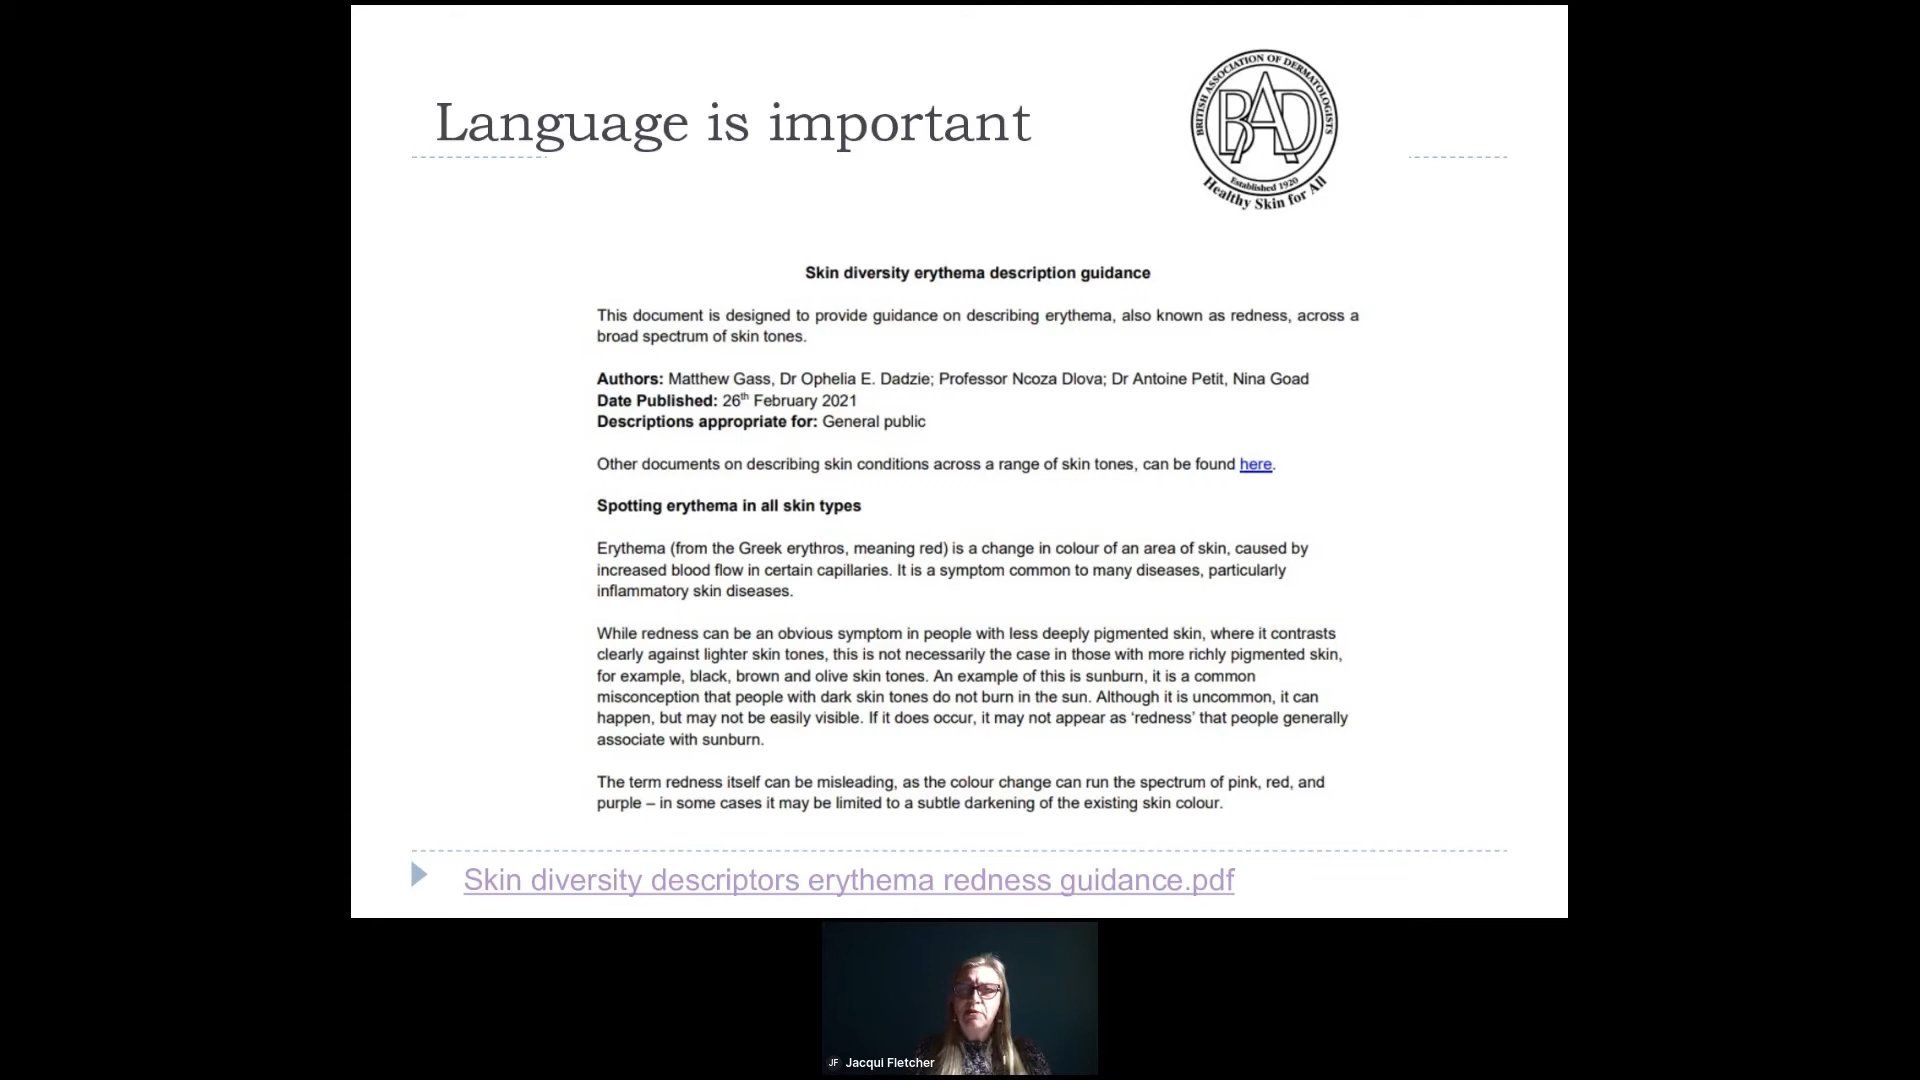 Language is important
BRITISH ASSOCIATION OF DERMATOLOGISTS
BAD
Established 1920
Healthy Skin for All
Skin diversity erythema description guidance
This document is designed to provide guidance on describing erythema, also known as redness, across a
broad spectrum of skin tones.
Authors: Matthew Gass, Dr Ophelia E. Dadzie; Professor Ncoza Dlova; Dr Antoine Petit, Nina Goad
Date Published: 26th February 2021
Descriptions appropriate for: General public
Other documents on describing skin conditions across a range of skin tones, can be found here.
Spotting erythema in all skin types
Erythema (from the Greek erythros, meaning red) is a change in colour of an area of skin, caused by
increased blood flow in certain capillaries. It is a symptom common to many diseases, particularly
inflammatory skin diseases.
While redness can be an obvious symptom in people with less deeply pigmented skin, where it contrasts
clearly against lighter skin tones, this is not necessarily the case in those with more richly pigmented skin,
for example, black, brown and olive skin tones. An example of this is sunburn, it is a common
misconception that people with dark skin tones do not burn in the sun. Although it is uncommon, it can
happen, but may not be easily visible. If it does occur, it may not appear as ‘redness’ that people generally
associate with sunburn.
The term redness itself can be misleading, as the colour change can run the spectrum of pink, red, and
purple – in some cases it may be limited to a subtle darkening of the existing skin colour.
Skin diversity descriptors erythema redness guidance.pdf
JF Jacqui Fletcher